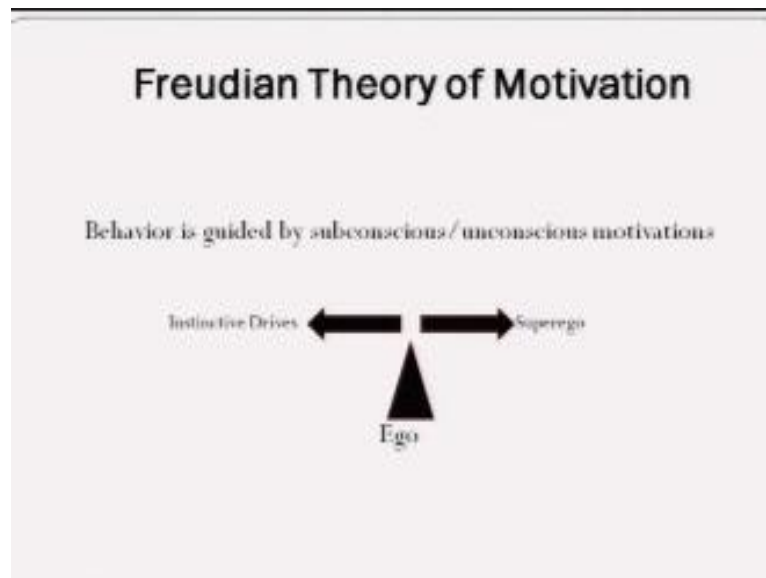 Freudian Theory of Motivation
Behavior is guided by subconscious/unconscious motivations
Instinctive Drives
Superego
Ego